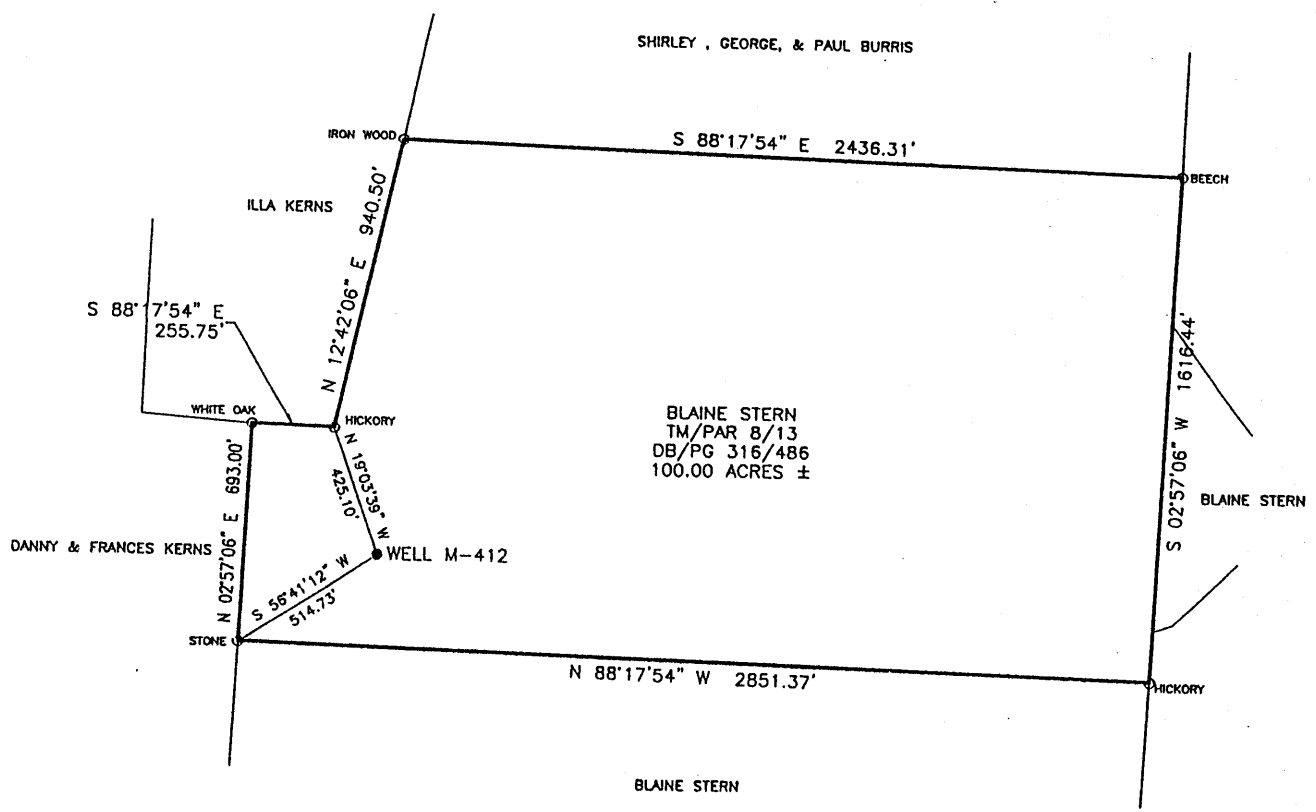 SHIRLEY , GEORGE, & PAUL BURRIS
IRON WOOD
S 88°17'54" E 2436.31'
BEECH
ILLA KERNS
N 12°42'06" E 940.50'
S 88°17'54" E
255.75'
WHITE OAK
HICKORY
N 19°03'39" W
425.10'
BLAINE STERN
TM/PAR 8/13
DB/PG 316/486
100.00 ACRES ±
S 02°57'06" W 1616.44'
BLAINE STERN
N 02°57'06" E 693.00'
DANNY & FRANCES KERNS
WELL M-412
S 56°41'12" W
514.73'
STONE
N 88°17'54" W 2851.37'
HICKORY
BLAINE STERN